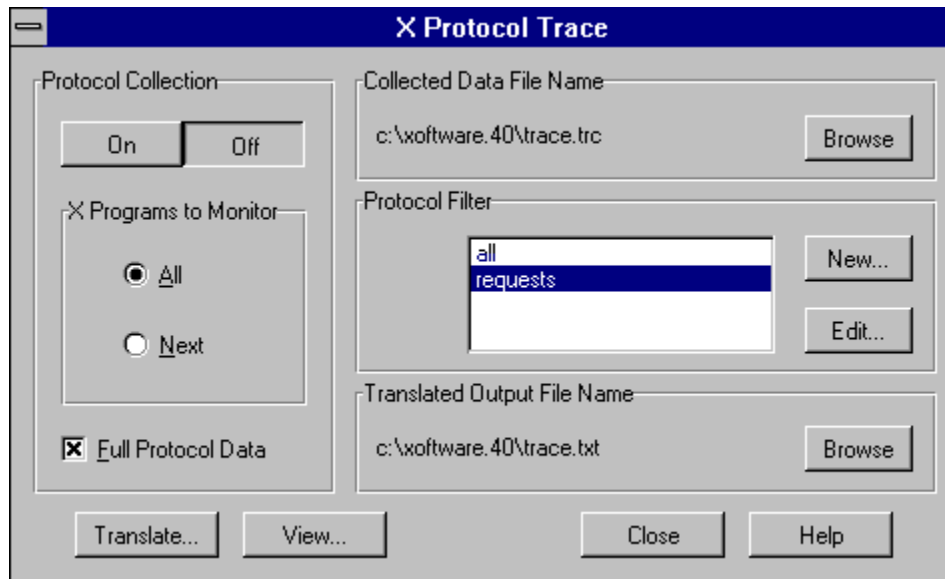 X Protocol Trace
Protocol Collection
On
Off
X Programs to Monitor
All
Next
Full Protocol Data
Collected Data File Name
c:\xoftware.40\trace.trc
Browse
Protocol Filter
all
requests
New...
Edit...
Translated Output File Name
c:\xoftware.40\trace.txt
Browse
Translate...
View...
Close
Help